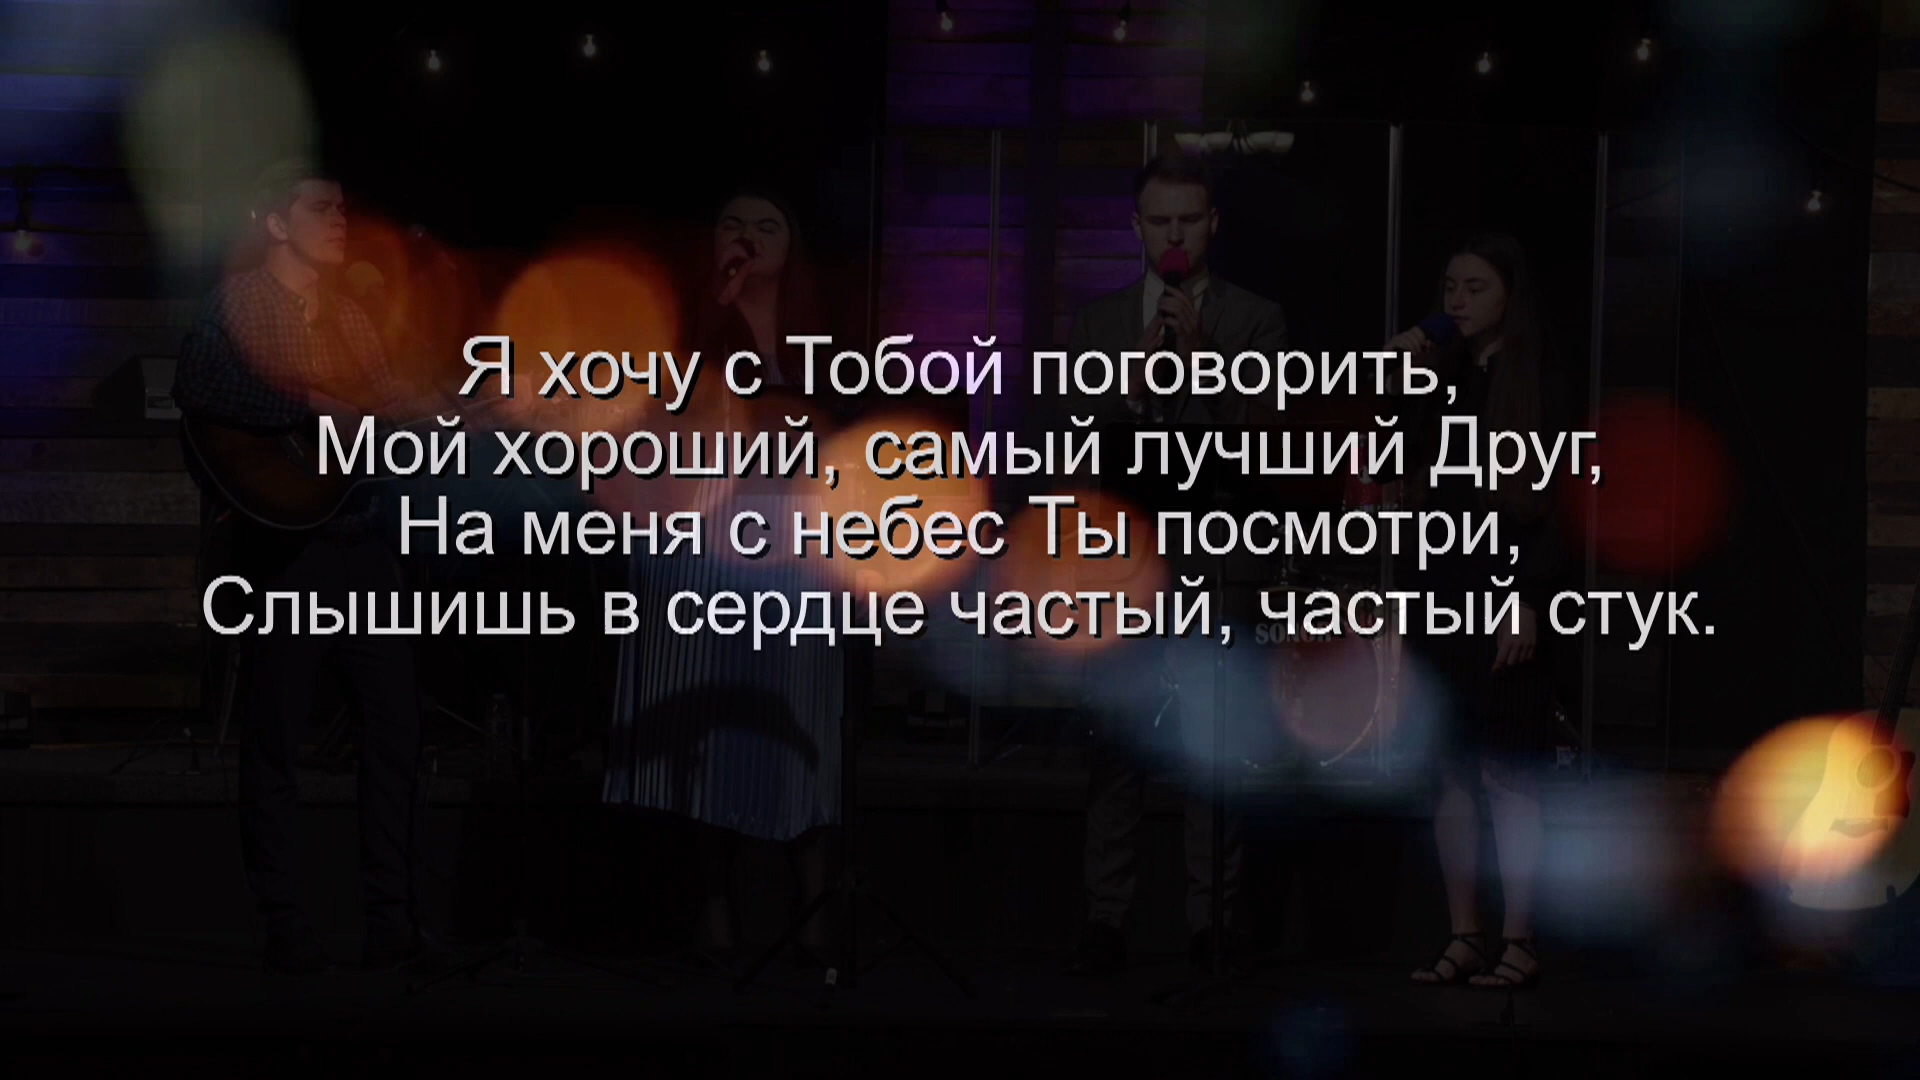 Я хочу с Тобой поговорить,
Мой хороший, самый лучший Друг,
На меня с небес Ты посмотри,
Слышишь в сердце частый, частый стук.